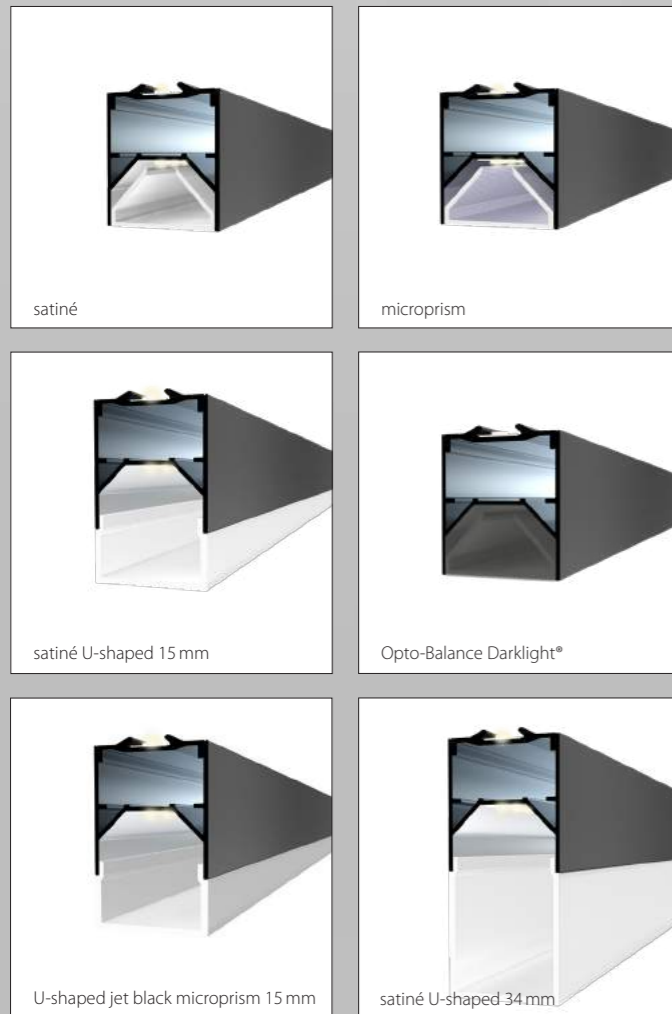 satiné
microprism
satiné U-shaped 15 mm
Opto-Balance Darklight®
U-shaped jet black microprism 15 mm
satiné U-shaped 34 mm